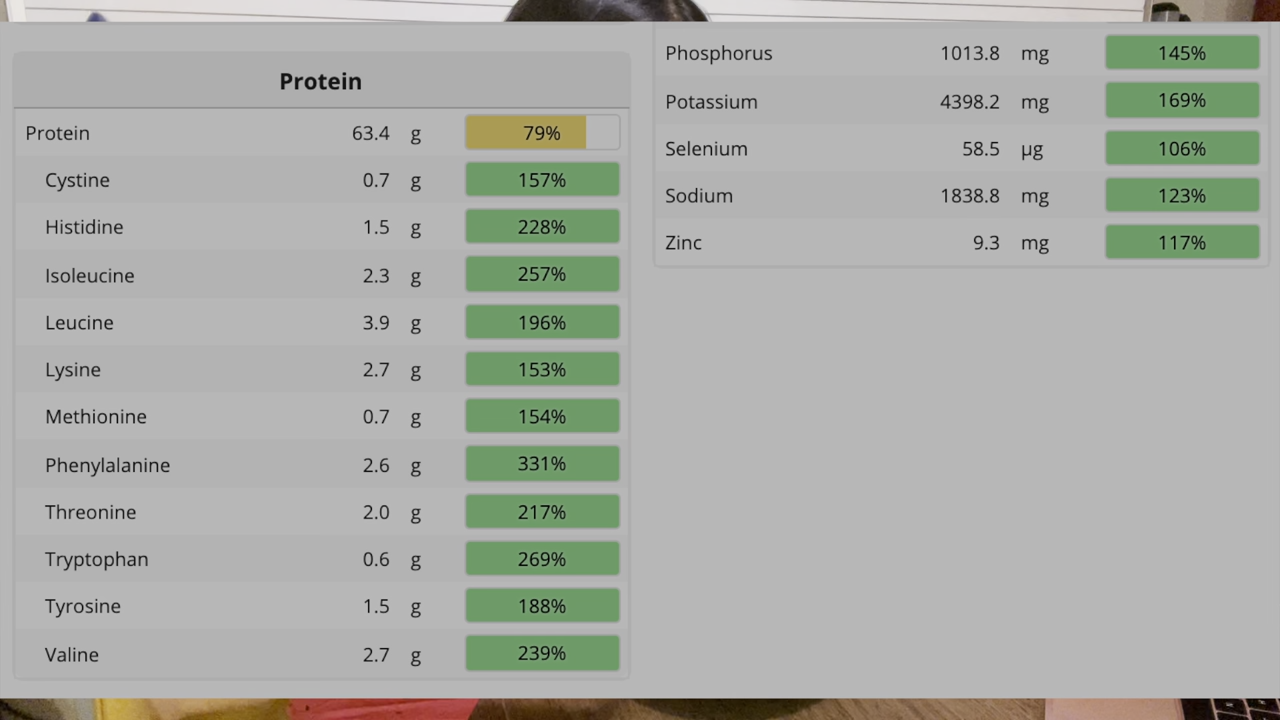 Protein
Protein 63.4 g 79%
Cystine 0.7 g 157%
Histidine 1.5 g 228%
Isoleucine 2.3 g 257%
Leucine 3.9 g 196%
Lysine 2.7 g 153%
Methionine 0.7 g 154%
Phenylalanine 2.6 g 331%
Threonine 2.0 g 217%
Tryptophan 0.6 g 269%
Tyrosine 1.5 g 188%
Valine 2.7 g 239%
Phosphorus 1013.8 mg 145%
Potassium 4398.2 mg 169%
Selenium 58.5 µg 106%
Sodium 1838.8 mg 123%
Zinc 9.3 mg 117%